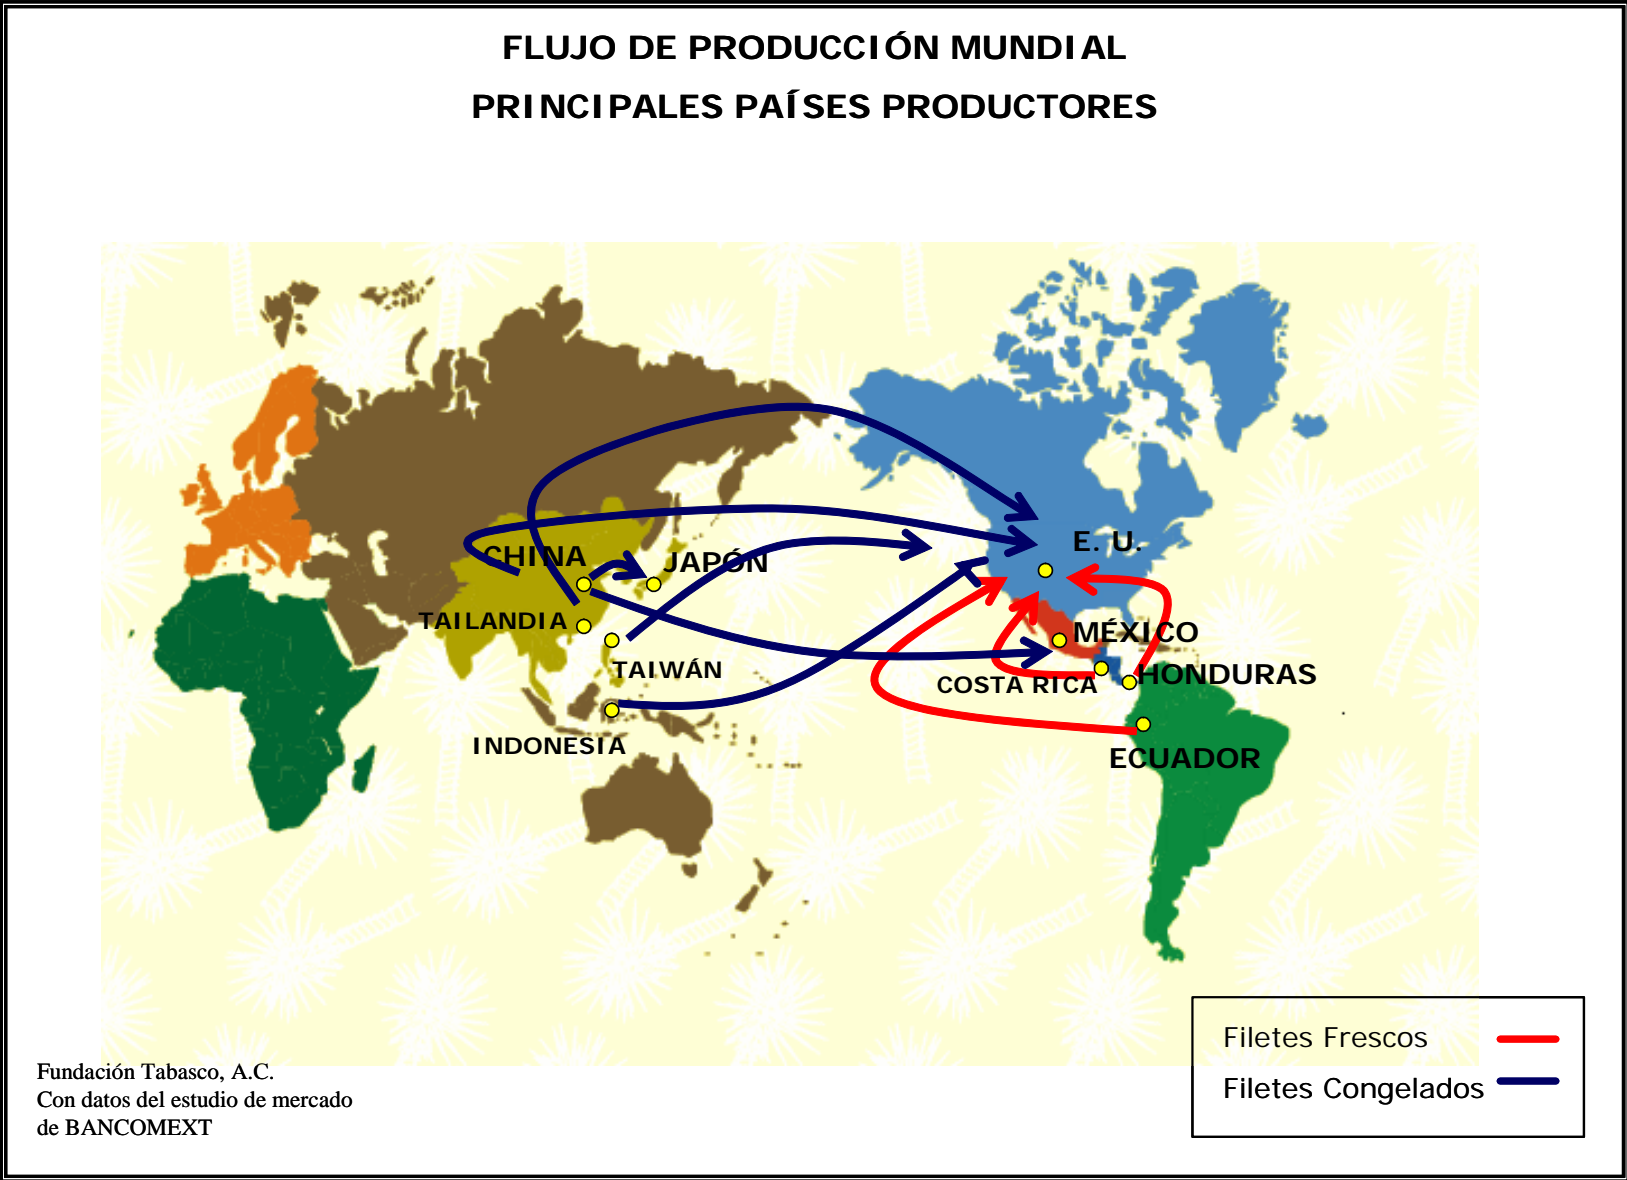 FLUJO DE PRODUCCIÓN MUNDIAL
PRINCIPALES PAÍSES PRODUCTORES
E. U.
CHINA
JAPÓN
TAILANDIA
MÉXICO
TAIWÁN
HONDURAS
COSTA RICA
INDONESIA
ECUADOR
Filetes Frescos
Filetes Congelados
Fundación Tabasco, A.C.
Con datos del estudio de mercado
de BANCOMEXT